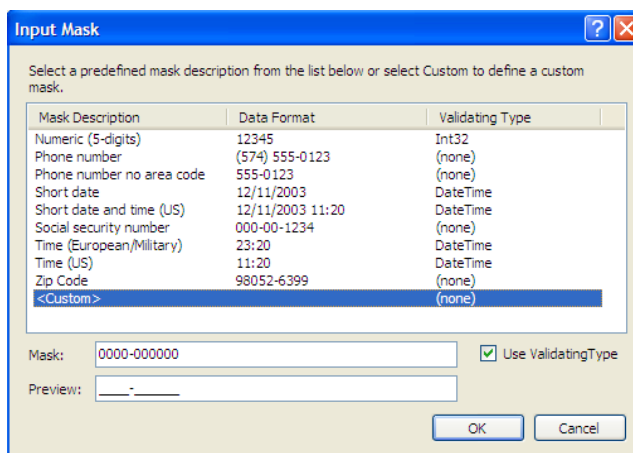 Input Mask
Select a predefined mask description from the list below or select Custom to define a custom
mask.
Mask Description Data Format Validating Type
Numeric (5-digits) 12345 Int32
Phone number (574) 555-0123 (none)
Phone number no area code 555-0123 (none)
Short date 12/11/2003 DateTime
Short date and time (US) 12/11/2003 11:20 DateTime
Social security number 000-00-1234 (none)
Time (European/Military) 23:20 DateTime
Time (US) 11:20 DateTime
Zip Code 98052-6399 (none)
<Custom> (none)
Mask: 0000-000000 Use ValidatingType
Preview: ____-______
OK Cancel